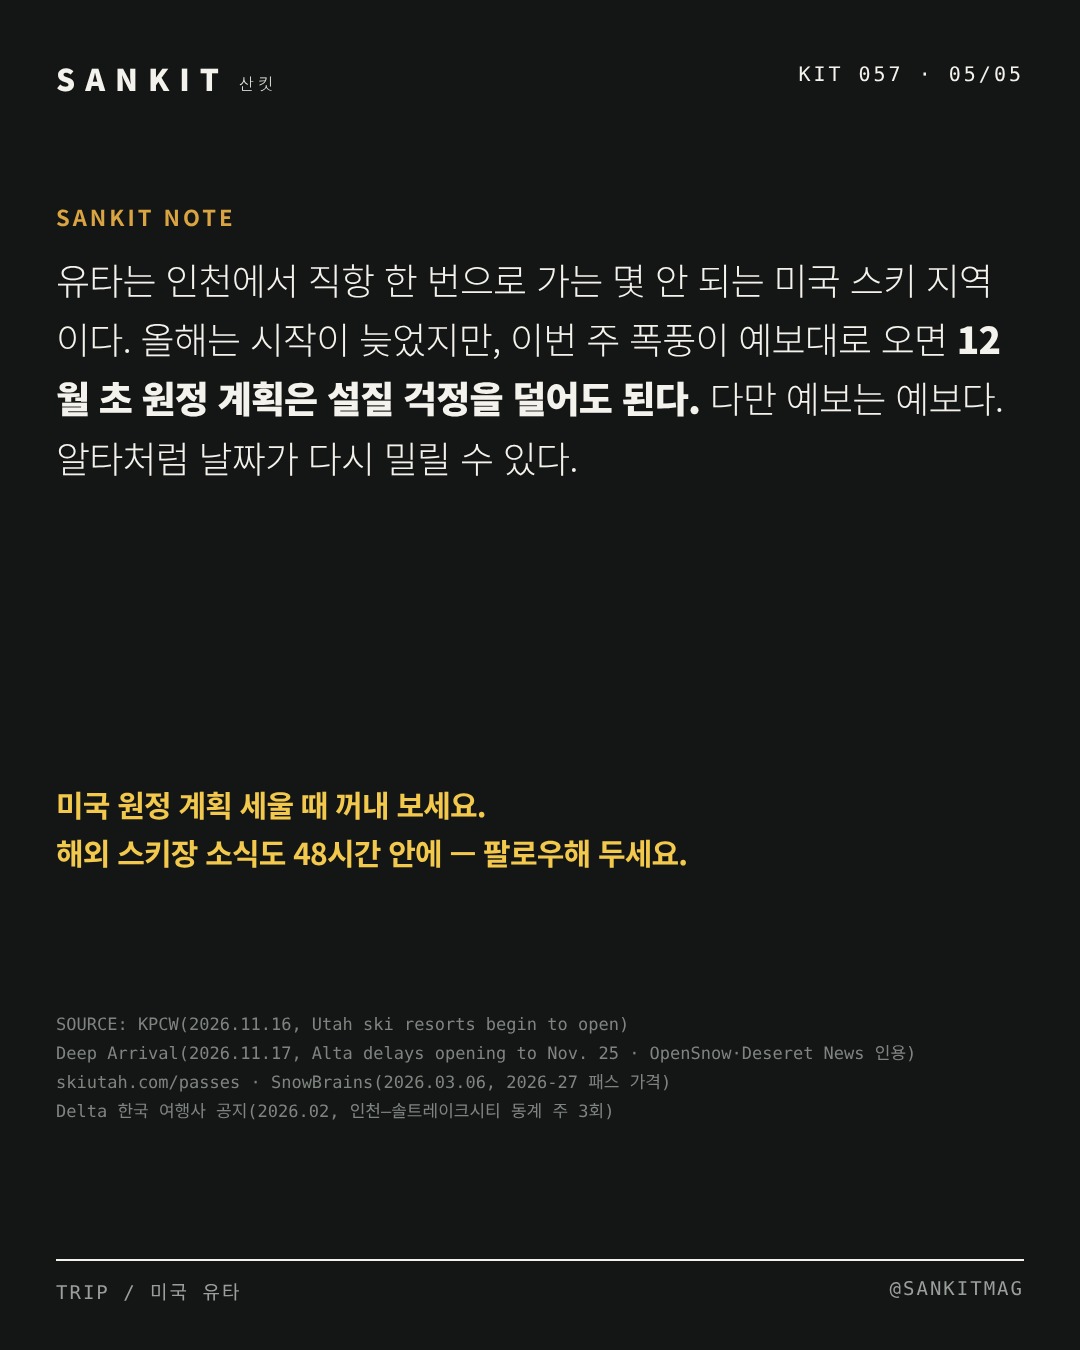 SANKIT 산킷
KIT 057 · 05/05
SANKIT NOTE
유타는 인천에서 직항 한 번으로 가는 몇 안 되는 미국 스키 지역
이다. 올해는 시작이 늦었지만, 이번 주 폭풍이 예보대로 오면 12
월 초 원정 계획은 설질 걱정을 덜어도 된다. 다만 예보는 예보다.
알타처럼 날짜가 다시 밀릴 수 있다.
미국 원정 계획 세울 때 꺼내 보세요.
해외 스키장 소식도 48시간 안에 — 팔로우해 두세요.
SOURCE: KPCW(2026.11.16, Utah ski resorts begin to open)
Deep Arrival(2026.11.17, Alta delays opening to Nov. 25 · OpenSnow·Deseret News 인용)
skiutah.com/passes · SnowBrains(2026.03.06, 2026-27 패스 가격)
Delta 한국 여행사 공지(2026.02, 인천–솔트레이크시티 동계 주 3회)
TRIP / 미국 유타
@SANKITMAG